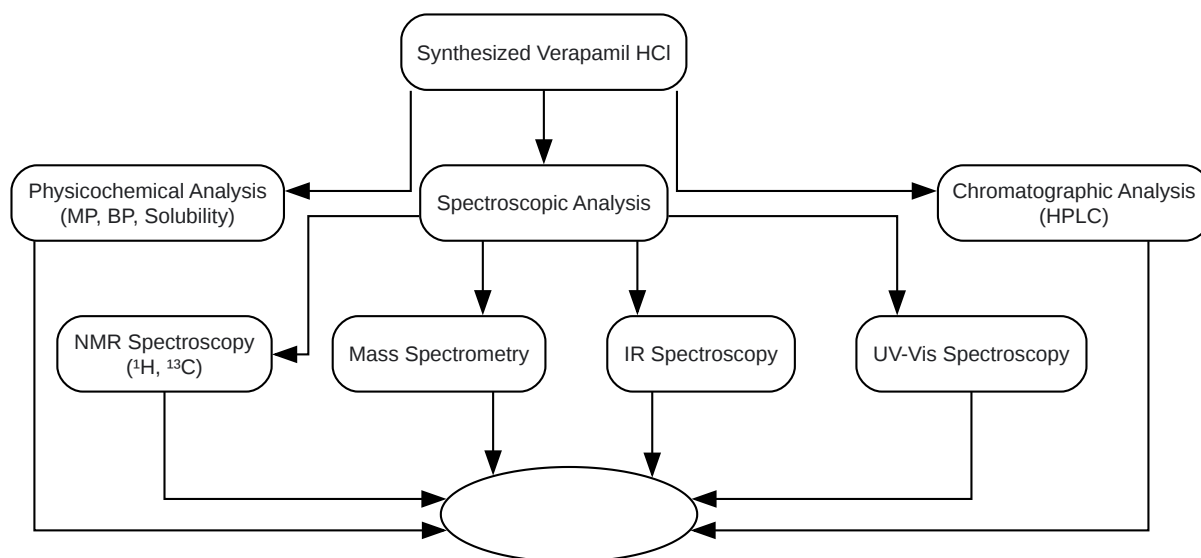 Synthesized Verapamil HCl
Physicochemical Analysis
(MP, BP, Solubility)
Spectroscopic Analysis
Chromatographic Analysis
(HPLC)
NMR Spectroscopy
(¹H, ¹³C)
Mass Spectrometry
IR Spectroscopy
UV-Vis Spectroscopy